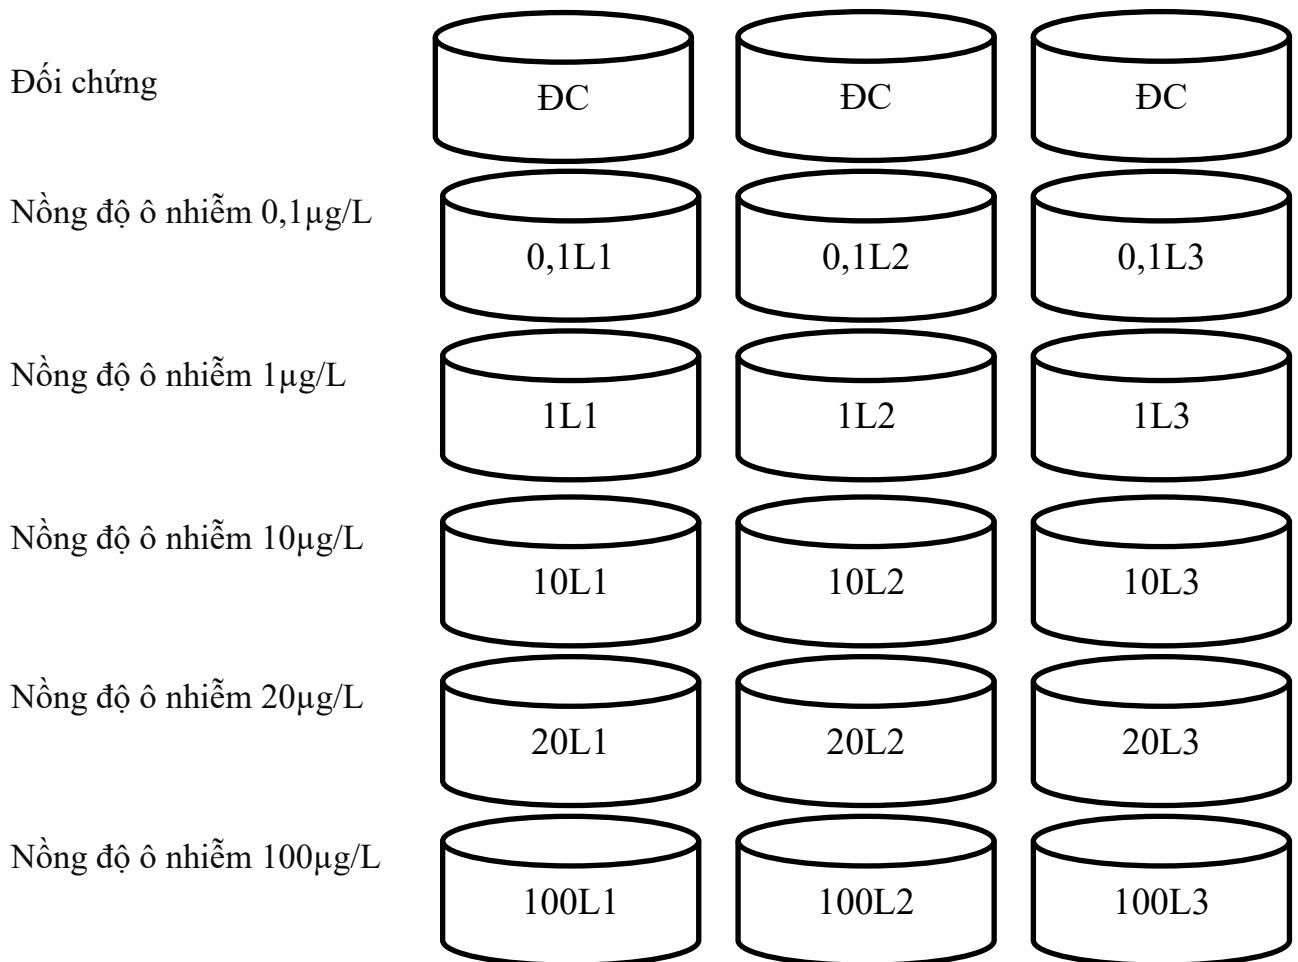 Đối chứng
ĐC ĐC ĐC
Nồng độ ô nhiễm 0,1µg/L
0,1L1 0,1L2 0,1L3
Nồng độ ô nhiễm 1µg/L
1L1 1L2 1L3
Nồng độ ô nhiễm 10µg/L
10L1 10L2 10L3
Nồng độ ô nhiễm 20µg/L
20L1 20L2 20L3
Nồng độ ô nhiễm 100µg/L
100L1 100L2 100L3